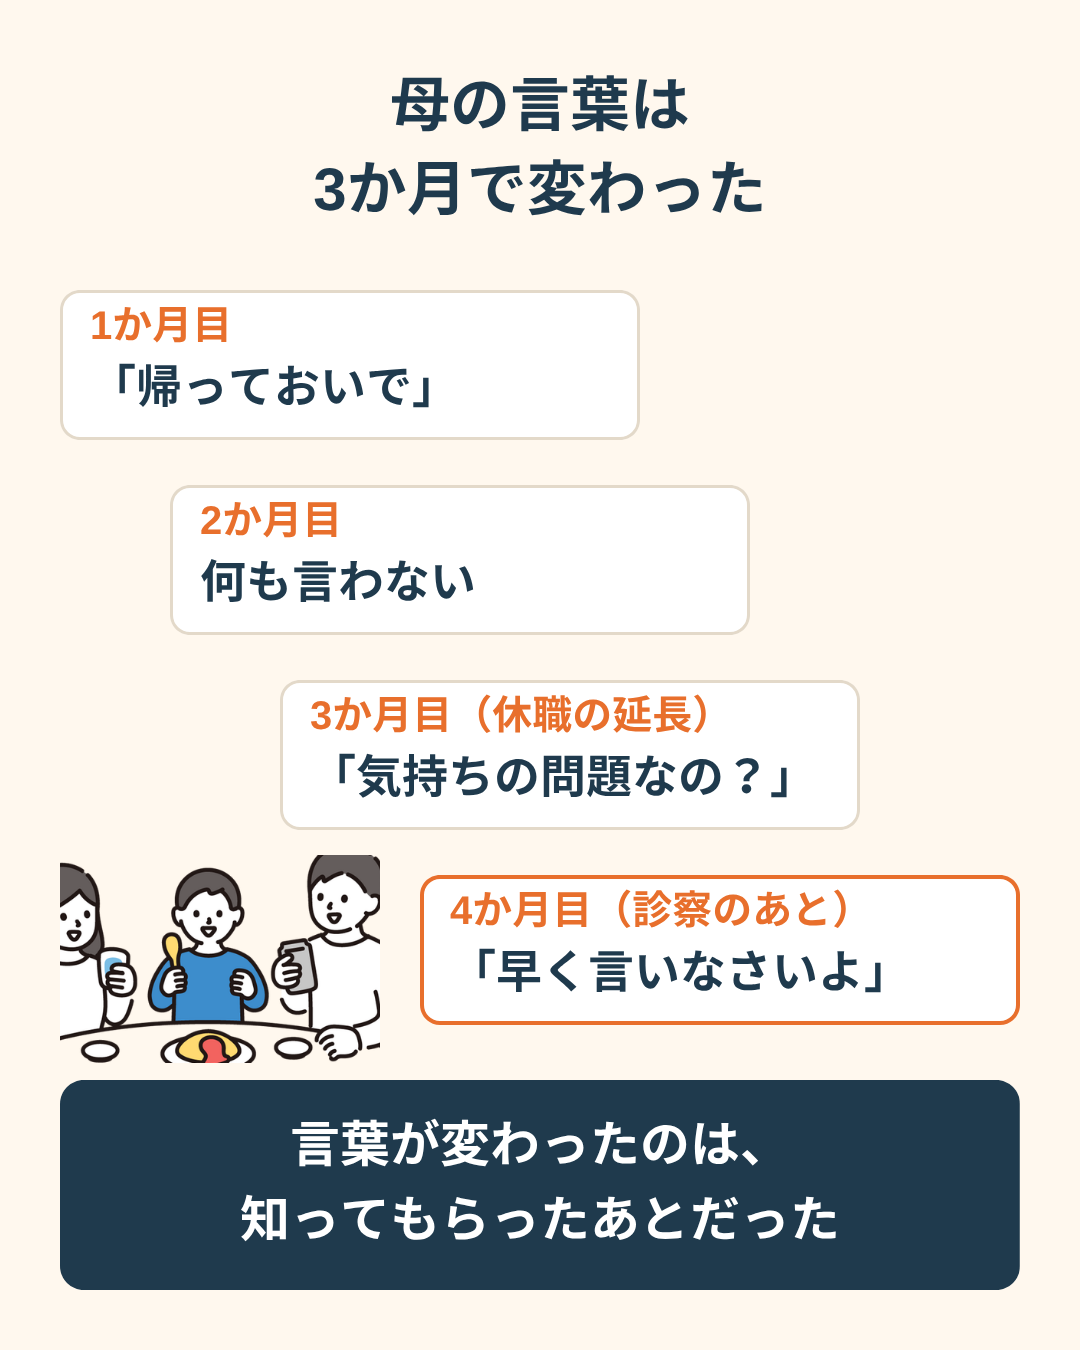 母の言葉は
3か月で変わった
1か月目
「帰っておいで」
2か月目
何も言わない
3か月目（休職の延長）
「気持ちの問題なの？」
4か月目（診察のあと）
「早く言いなさいよ」
言葉が変わったのは、
知ってもらったあとだった